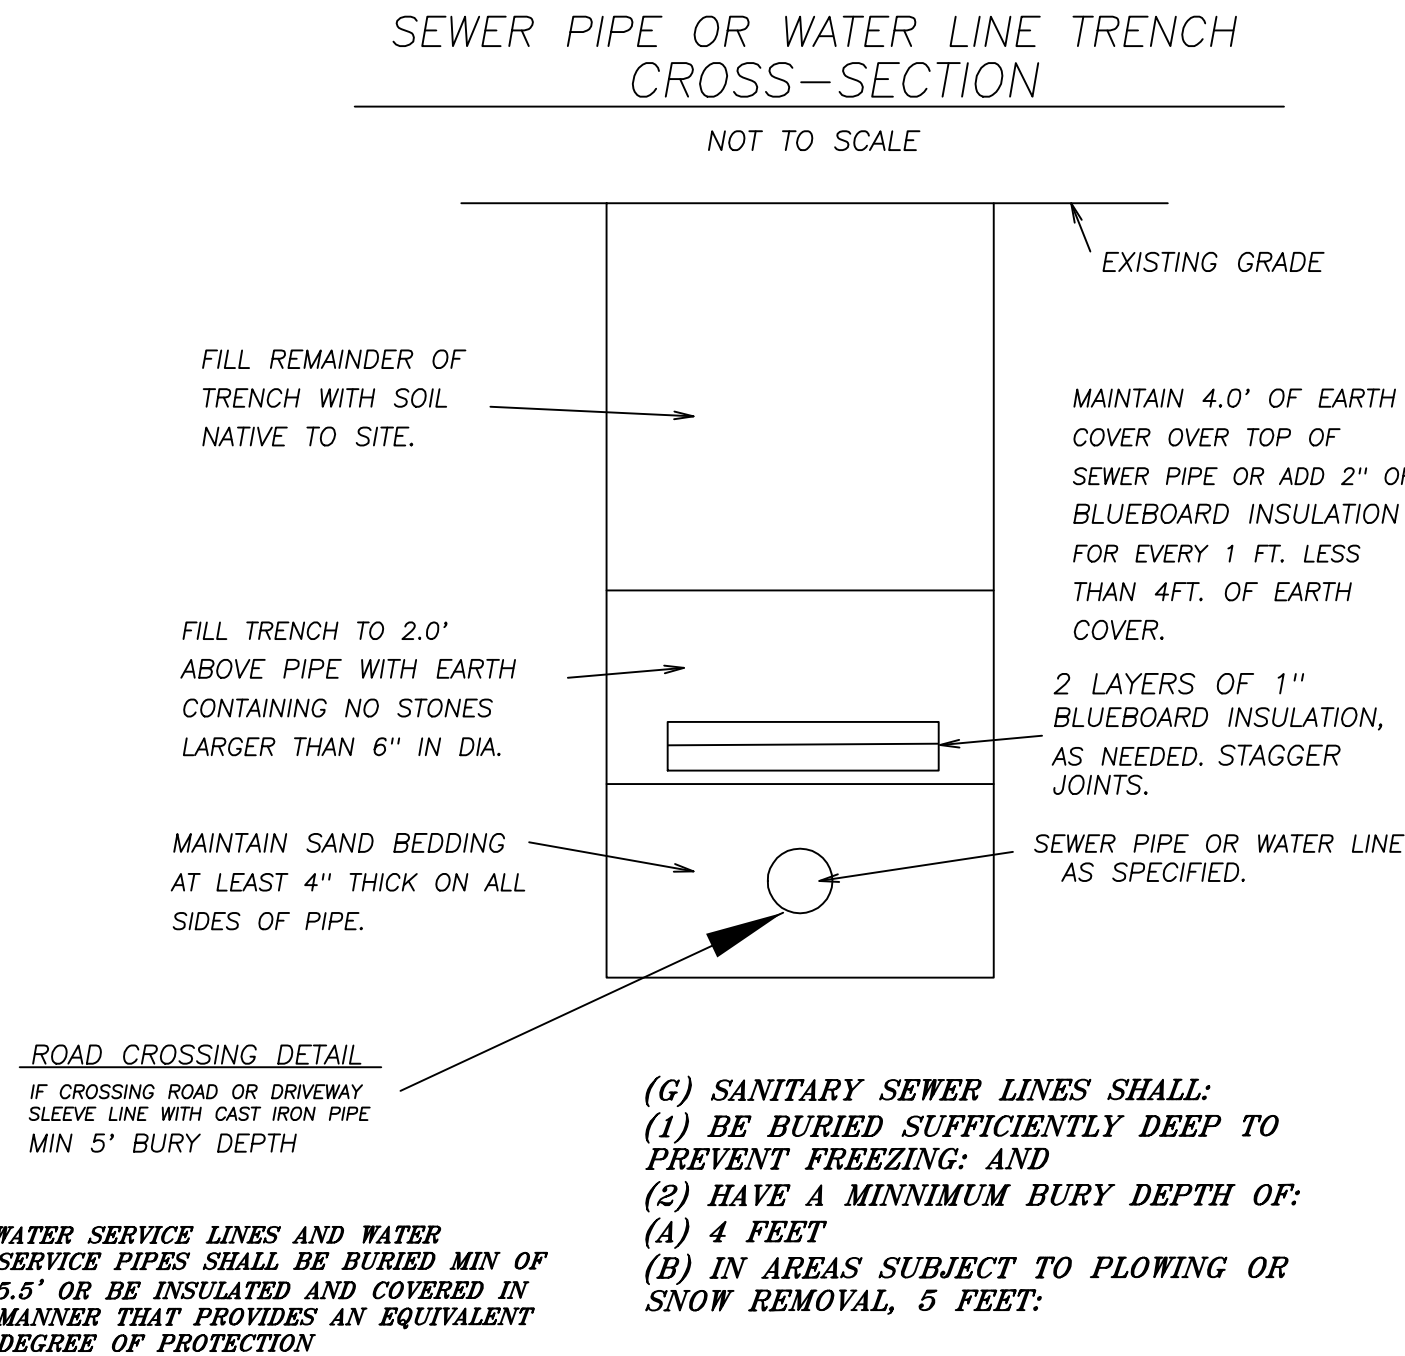 SEWER PIPE OR WATER LINE TRENCH
CROSS-SECTION
NOT TO SCALE
EXISTING GRADE
FILL REMAINDER OF
TRENCH WITH SOIL
NATIVE TO SITE.
MAINTAIN 4.0' OF EARTH
COVER OVER TOP OF
SEWER PIPE OR ADD 2" OF
BLUEBOARD INSULATION
FOR EVERY 1 FT. LESS
THAN 4FT. OF EARTH
COVER.
FILL TRENCH TO 2.0'
ABOVE PIPE WITH EARTH
CONTAINING NO STONES
LARGER THAN 6" IN DIA.
2 LAYERS OF 1"
BLUEBOARD INSULATION,
AS NEEDED. STAGGER
JOINTS.
MAINTAIN SAND BEDDING
AT LEAST 4" THICK ON ALL
SIDES OF PIPE.
SEWER PIPE OR WATER LINE
AS SPECIFIED.
ROAD CROSSING DETAIL
IF CROSSING ROAD OR DRIVEWAY
SLEEVE LINE WITH CAST IRON PIPE
MIN 5' BURY DEPTH
(G) SANITARY SEWER LINES SHALL:
(1) BE BURIED SUFFICIENTLY DEEP TO
PREVENT FREEZING: AND
(2) HAVE A MINNIMUM BURY DEPTH OF:
(A) 4 FEET
(B) IN AREAS SUBJECT TO PLOWING OR
SNOW REMOVAL, 5 FEET:
WATER SERVICE LINES AND WATER
SERVICE PIPES SHALL BE BURIED MIN OF
5.5' OR BE INSULATED AND COVERED IN
MANNER THAT PROVIDES AN EQUIVALENT
DEGREE OF PROTECTION